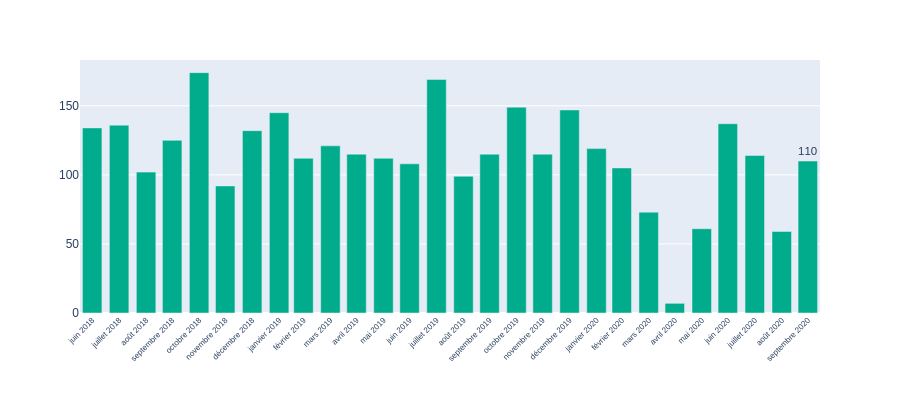 150
100
50
0
110
juin 2018
juillet 2018
août 2018
septembre 2018
octobre 2018
novembre 2018
décembre 2018
janvier 2019
février 2019
mars 2019
avril 2019
mai 2019
juin 2019
juillet 2019
août 2019
septembre 2019
octobre 2019
novembre 2019
décembre 2019
janvier 2020
février 2020
mars 2020
avril 2020
mai 2020
juin 2020
juillet 2020
août 2020
septembre 2020